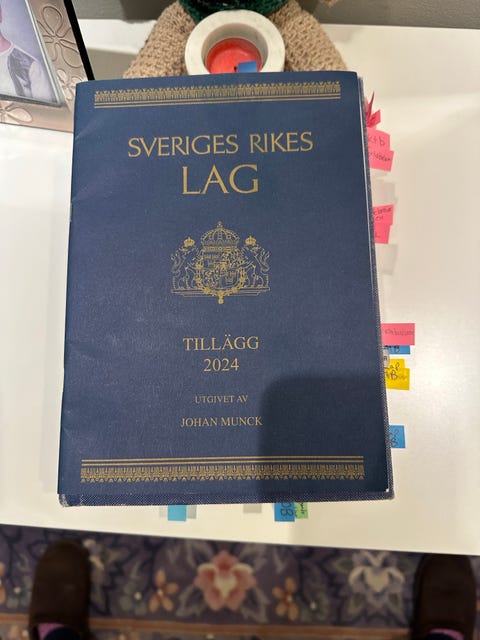 SVERIGES RIKES
LAG
TILLÄGG
2024
UTGIVET AV
JOHAN MUNCK